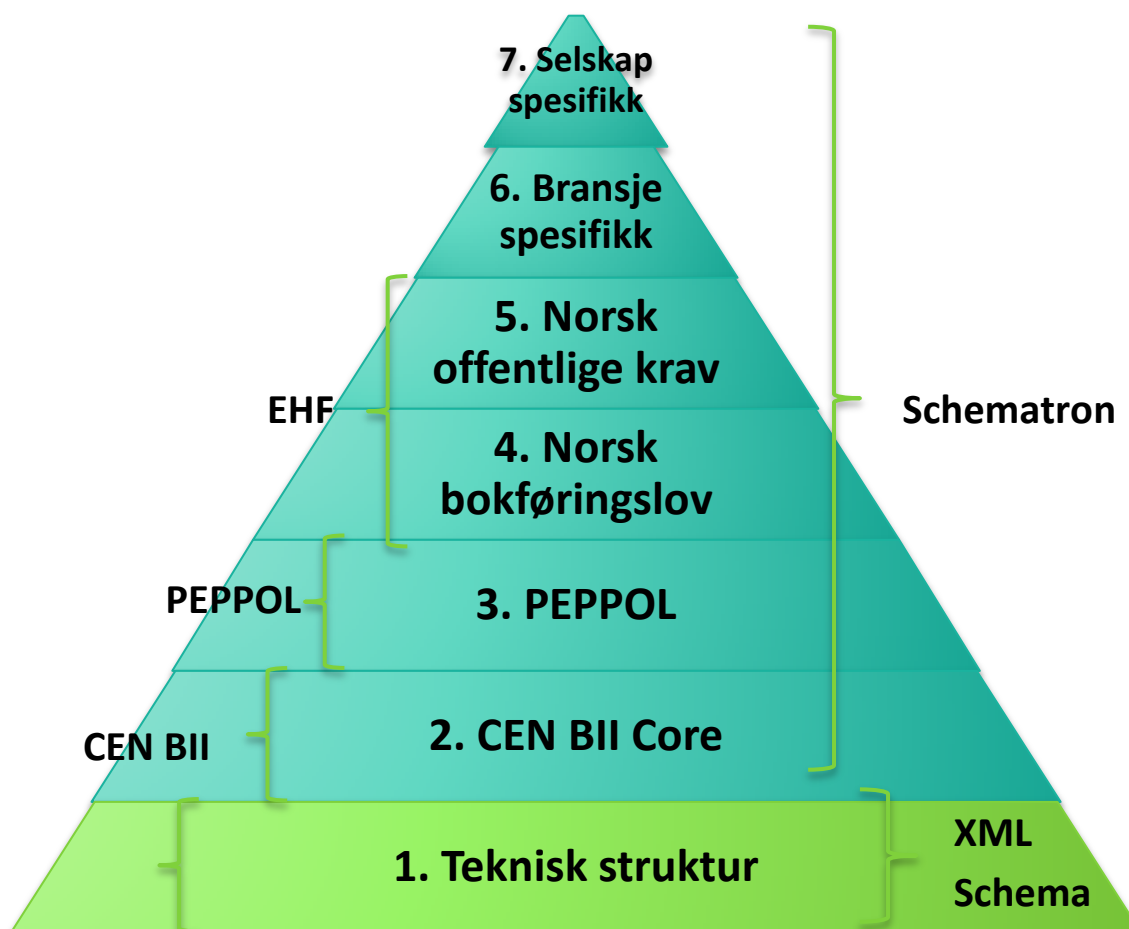 7. Selskap
spesifikk
6. Bransje
spesifikk
5. Norsk
offentlige krav
EHF
Schematron
4. Norsk
bokføringslov
PEPPOL
3. PEPPOL
CEN BII
2. CEN BII Core
1. Teknisk struktur
XML
Schema